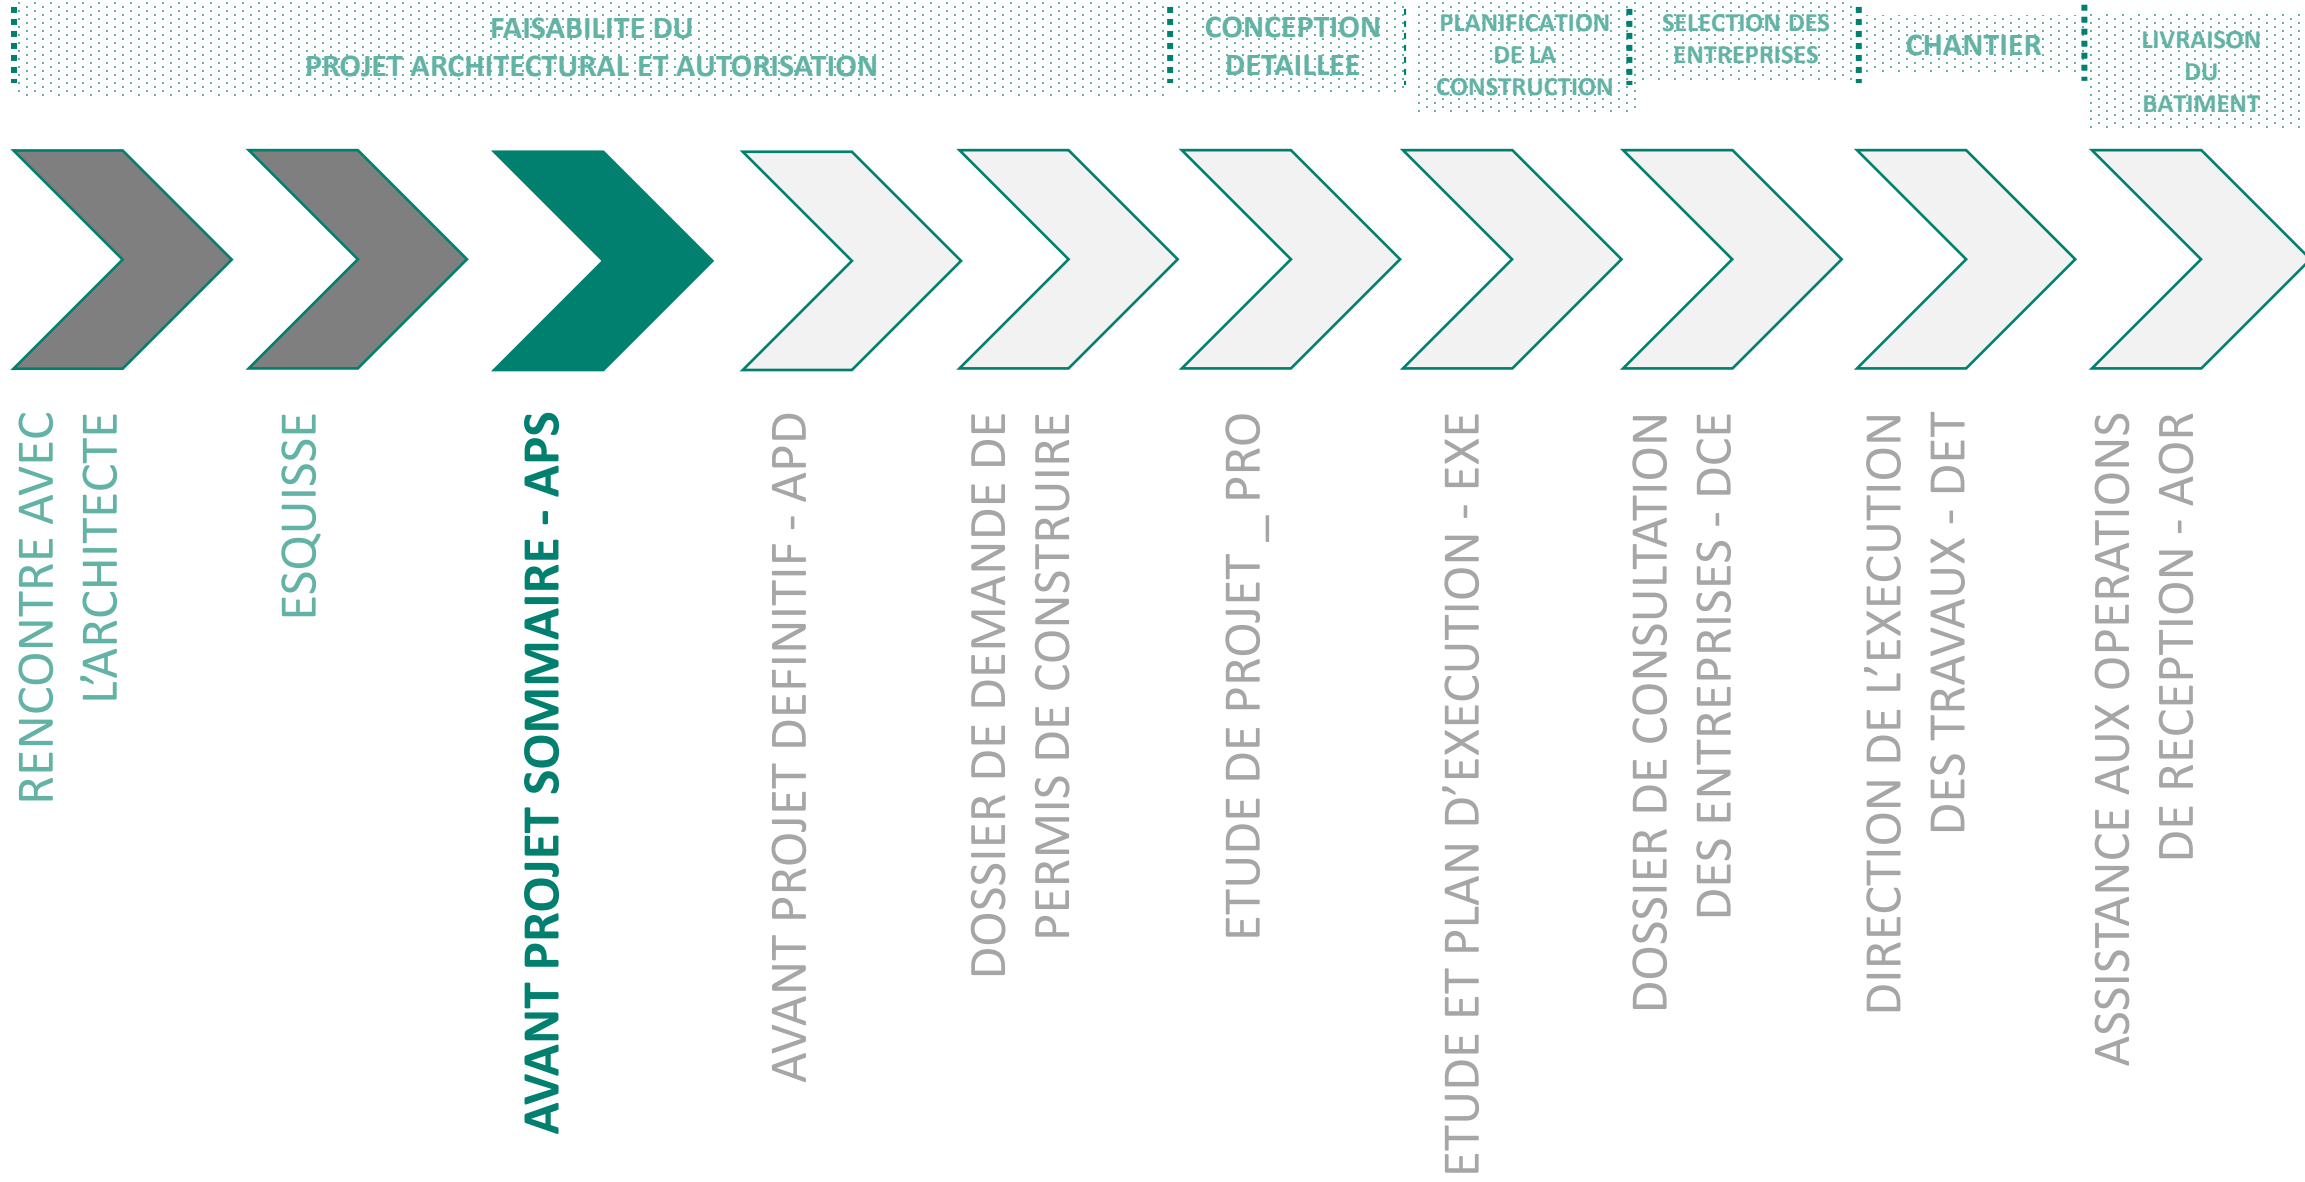 FAISABILITE DU
PROJET ARCHITECTURAL ET AUTORISATION
CONCEPTION
DETAILLEE
PLANIFICATION
DE LA
CONSTRUCTION
SELECTION DES
ENTREPRISES
CHANTIER
LIVRAISON
DU
BATIMENT
RENCONTRE AVEC
L’ARCHITECTE
ESQUISSE
AVANT PROJET SOMMAIRE - APS
AVANT PROJET DEFINITIF - APD
DOSSIER DE DEMANDE DE
PERMIS DE CONSTRUIRE
ETUDE DE PROJET _ PRO
ETUDE ET PLAN D’EXECUTION - EXE
DOSSIER DE CONSULTATION
DES ENTREPRISES - DCE
DIRECTION DE L’EXECUTION
DES TRAVAUX - DET
ASSISTANCE AUX OPERATIONS
DE RECEPTION - AOR